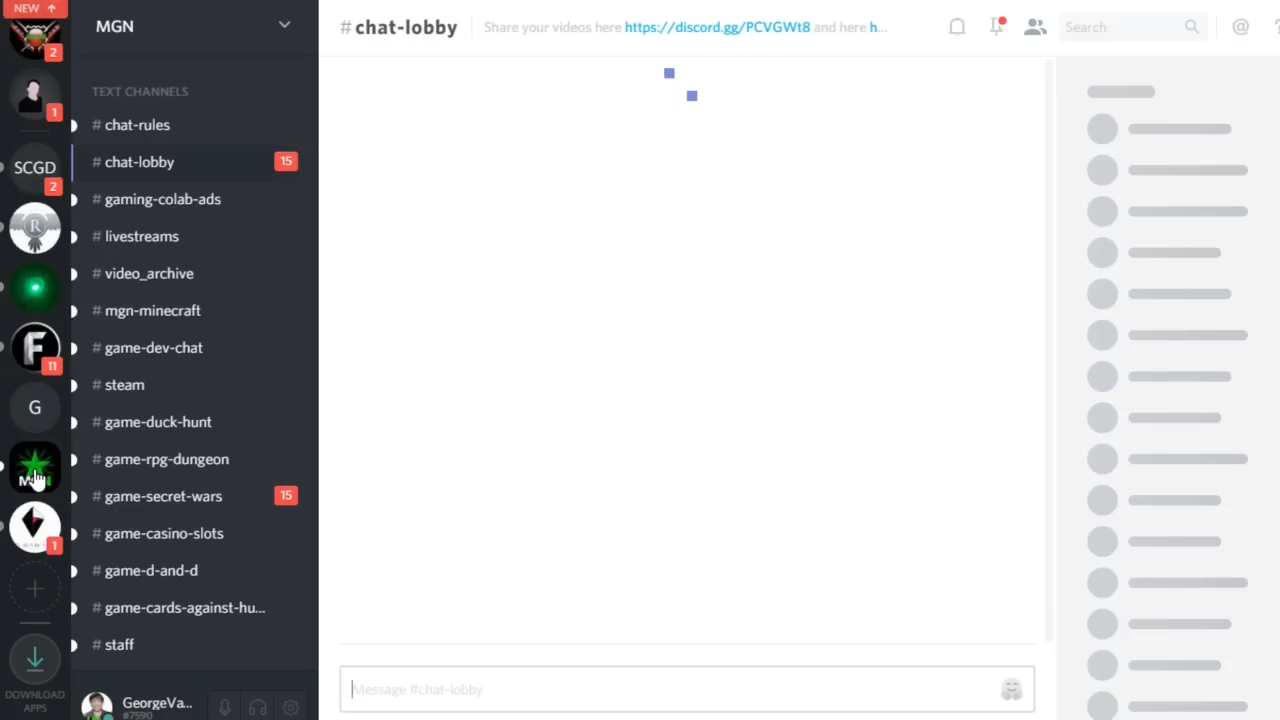 NEW
2
1
SCGD
2
R
F
11
G
1
DOWNLOAD
APPS
MGN
TEXT CHANNELS
# chat-rules
# chat-lobby 15
# gaming-colab-ads
# livestreams
# video_archive
# mgn-minecraft
# game-dev-chat
# steam
# game-duck-hunt
# game-rpg-dungeon
# game-secret-wars 15
# game-casino-slots
# game-d-and-d
# game-cards-against-hu...
# staff
GeorgeVa...
#7590
# chat-lobby Share your videos here https://discord.gg/PCVGWt8 and here h...
Search
@
Message #chat-lobby